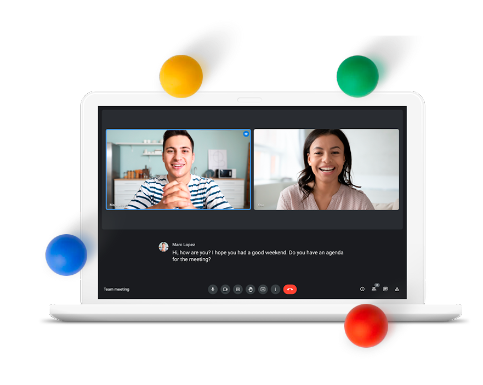 Marc Lopez
Hi, how are you? I hope you had a good weekend. Do you have an agenda
for the meeting?
Team meeting